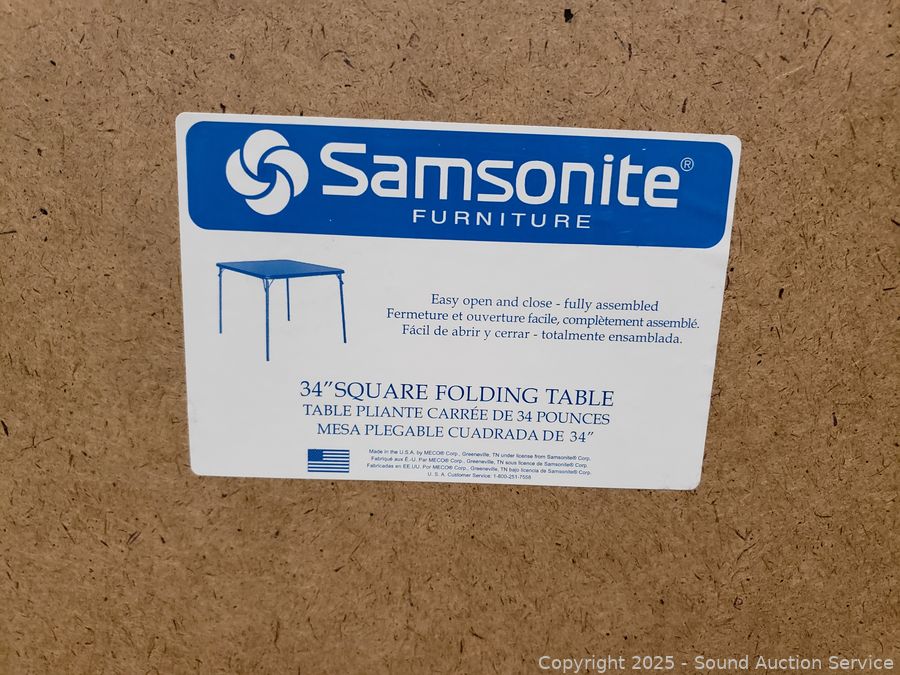 Samsonite®
FURNITURE
Easy open and close - fully assembled
Fermeture et ouverture facile, complètement assemblé.
Fácil de abrir y cerrar - totalmente ensamblada.
34”SQUARE FOLDING TABLE
TABLE PLIANTE CARRÉE DE 34 POUNCES
MESA PLEGABLE CUADRADA DE 34”
Made in the U.S.A. by MECO® Corp., Greeneville, TN under license from Samsonite® Corp.
Fabriqué aux É.-U. Par MECO® Corp., Greeneville, TN sous licence de Samsonite® Corp.
Fabricadas en EE.UU. Por MECO® Corp., Greneville, TN bajo licencia de Samsonite® Corp.
U. S. A. Customer Service: 1-800-251-7558
Copyright © 2025 - Sound Auction Service